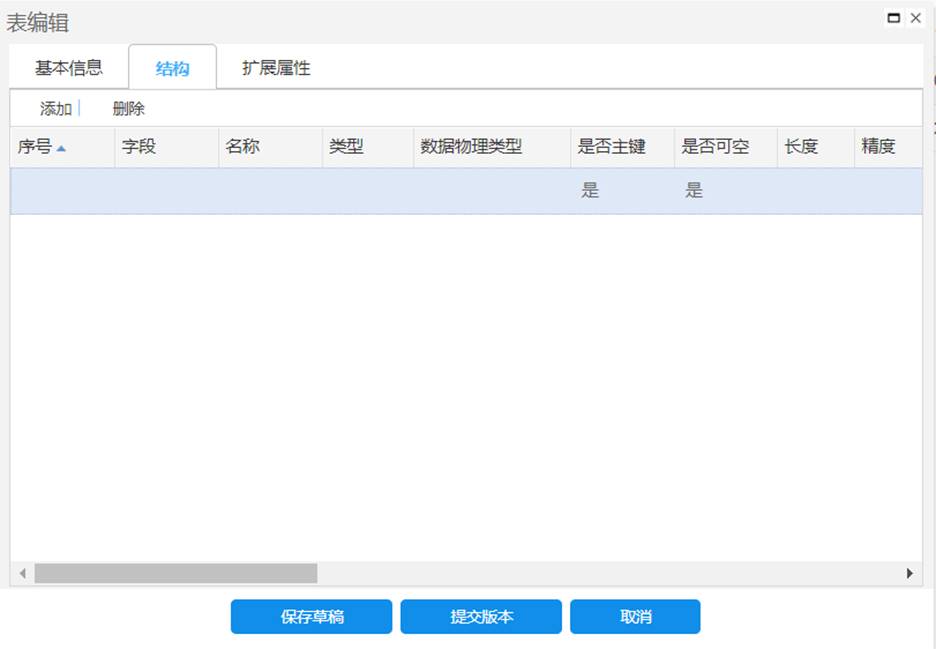 表编辑
基本信息 结构 扩展属性
添加 删除
序号 字段 名称 类型 数据物理类型 是否主键 是否可空 长度 精度
是 是
保存草稿 提交版本 取消